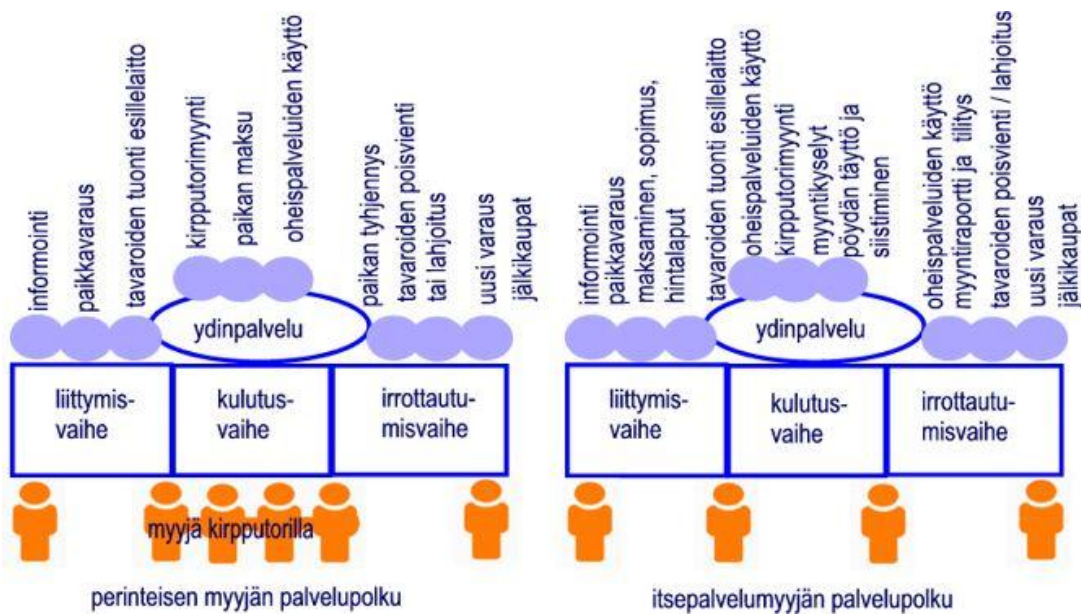 informointi
paikkavaraus
tavaroiden tuonti esillelaitto
kirpputorimyynti
paikan maksu
oheispalveluiden käyttö
paikan tyhjennys
tavaroiden poisvienti
tai lahjoitus
uusi varaus
jälkikaupat
ydinpalvelu
liittymis-
vaihe
kulutus-
vaihe
irrottautu-
misvaihe
myyjä kirpputorilla
perinteisen myyjän palvelupolku
informointi
paikkavaraus
maksaminen, sopimus,
hintalaput
tavaroiden tuonti esillelaitto
oheispalveluiden käyttö
kirpputorimyynti
myyntikyselyt
pöydän täyttö ja
siistiminen
oheispalveluiden käyttö
myyntiraportti ja tilitys
tavaroiden poisvienti / lahjoitus
uusi varaus
jälkikaupat
ydinpalvelu
liittymis-
vaihe
kulutus-
vaihe
irrottautu-
misvaihe
itsepalvelumyyjän palvelupolku